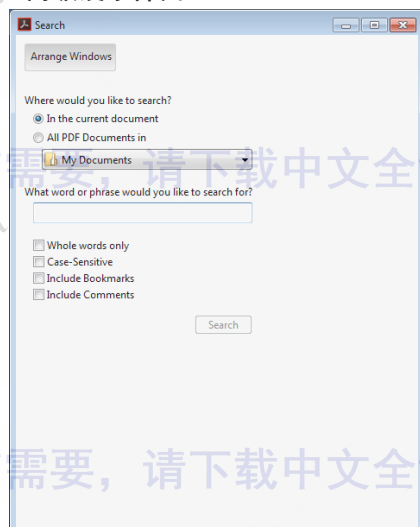 Search
Arrange Windows
Where would you like to search?
In the current document
All PDF Documents in
My Documents
需要，请下载中文全
What word or phrase would you like to search for?
Whole words only
Case-Sensitive
Include Bookmarks
Include Comments
Search
需要，请下载中文全